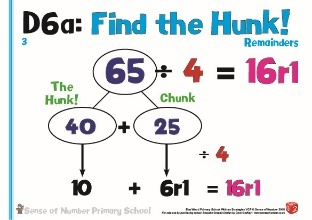 D6a: Find the Hunk!
3
Remainders
65 ÷ 4 = 16r1
The Hunk!
Chunk
40 + 25
÷ 4
10 + 6r1 = 16r1
Sense of Number Primary School